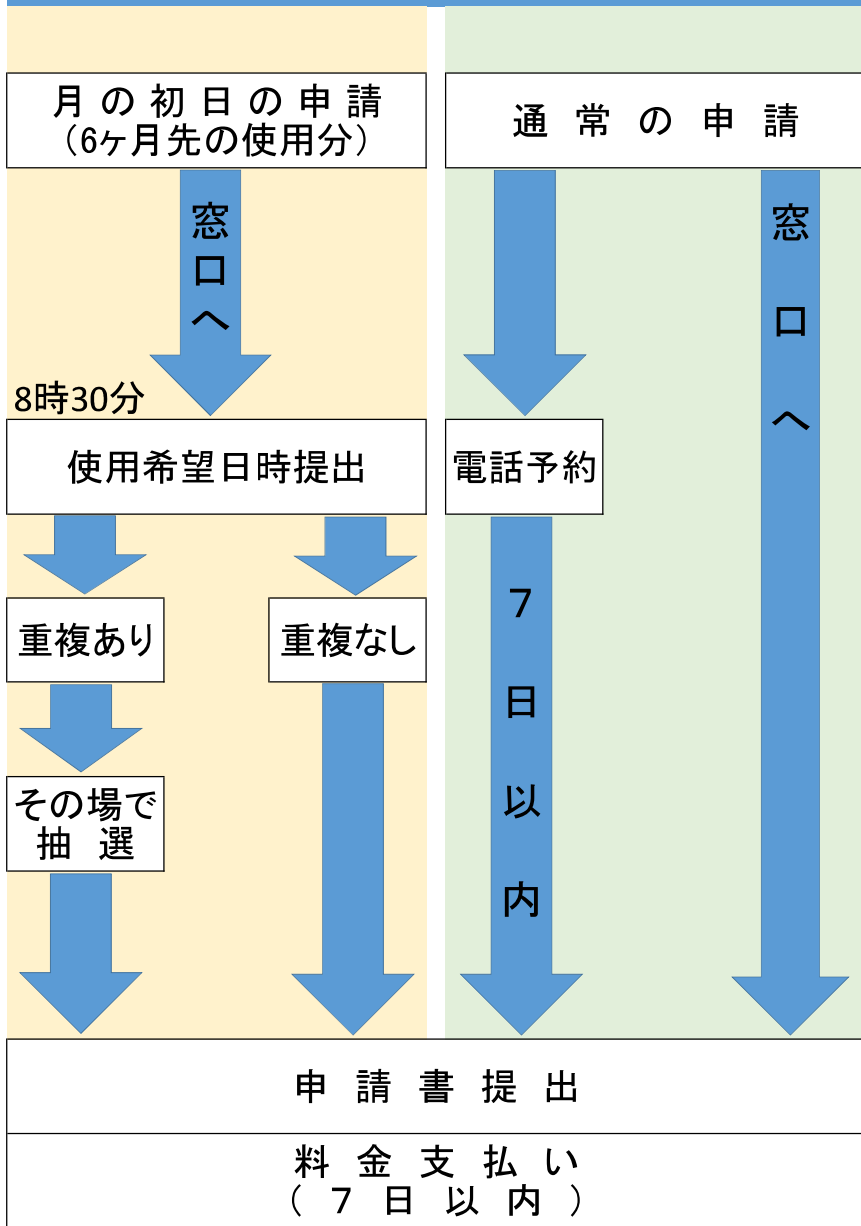 月の初日の申請
（6ヶ月先の使用分）
窓口へ
8時30分
使用希望日時提出
重複あり
重複なし
その場で
抽選
通常の申請
電話予約
7日以内
窓口へ
申請書提出
料金支払い
（7日以内）